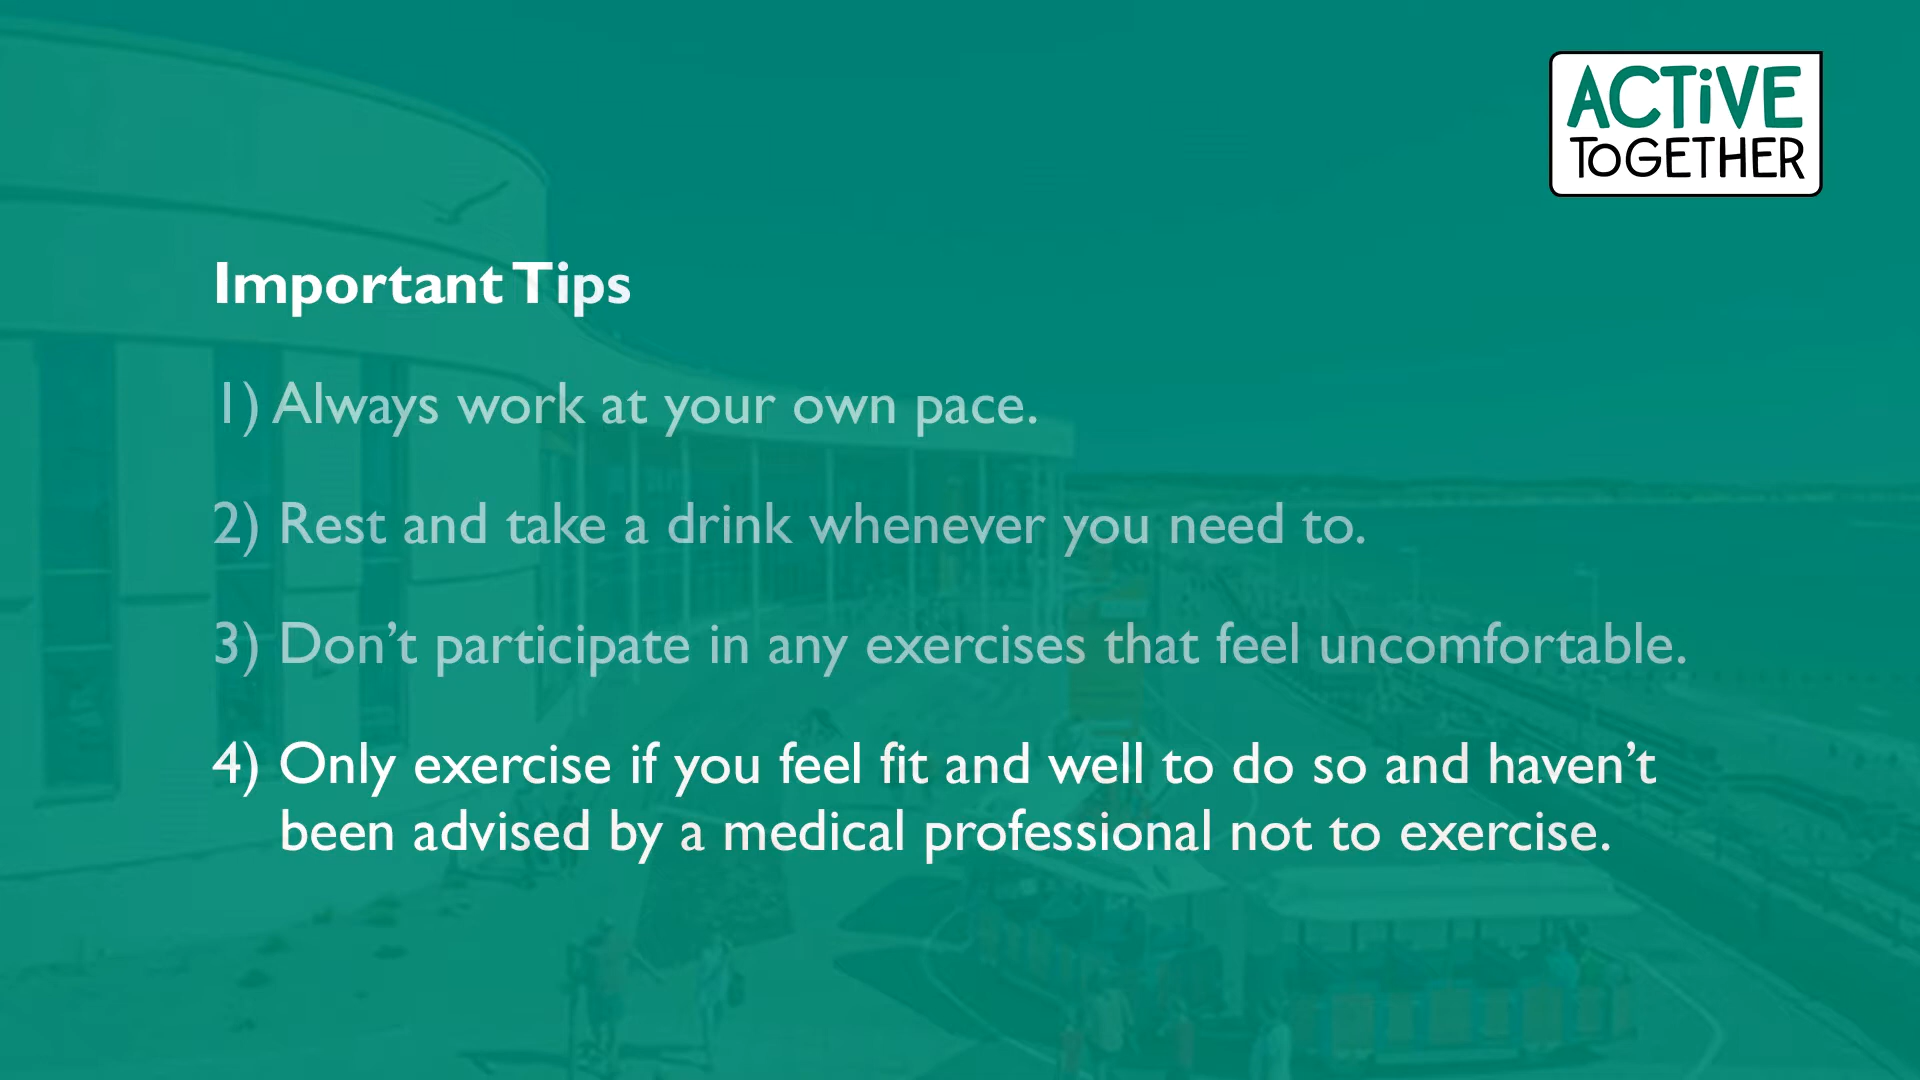 ACTiVE
ToGETHER
Important Tips
1) Always work at your own pace.
2) Rest and take a drink whenever you need to.
3) Don’t participate in any exercises that feel uncomfortable.
4) Only exercise if you feel fit and well to do so and haven’t
been advised by a medical professional not to exercise.